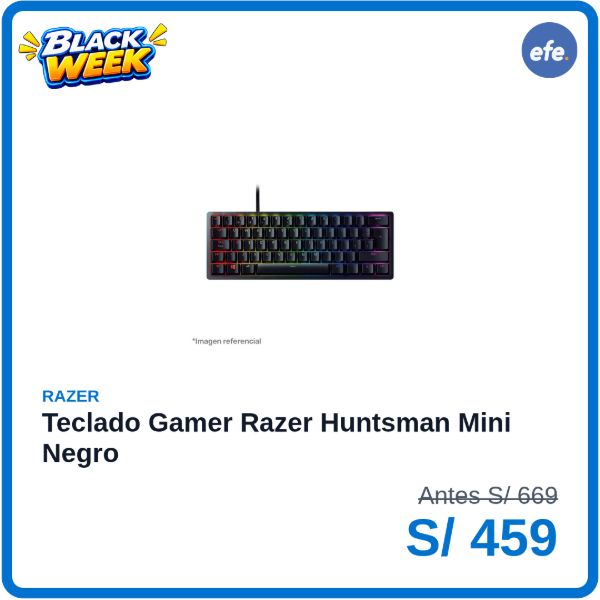 BLACK
WEEK
efe.
*Imagen referencial
RAZER
Teclado Gamer Razer Huntsman Mini
Negro
Antes S/ 669
S/ 459